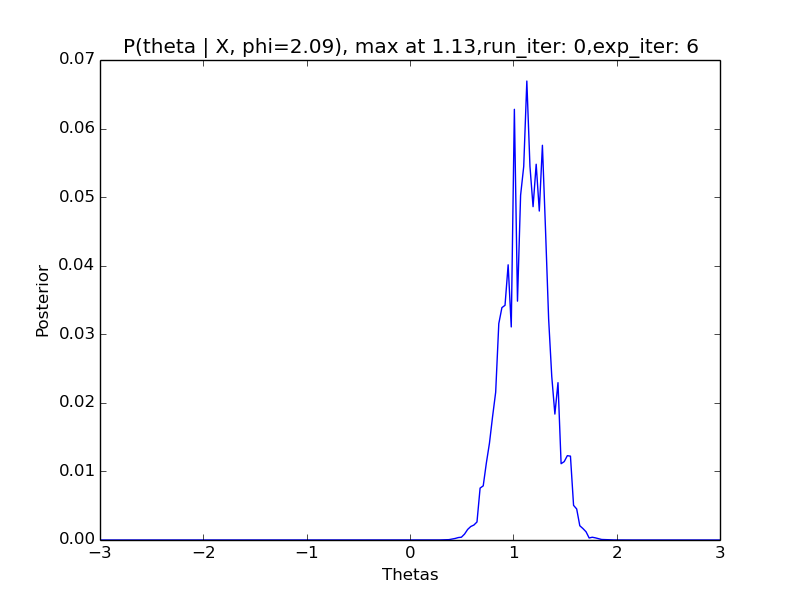 P(theta | X, phi=2.09), max at 1.13,run_iter: 0,exp_iter: 6
0.07
0.06
0.05
0.04
0.03
0.02
0.01
0.00
Posterior
−3 −2 −1 0 1 2 3
Thetas